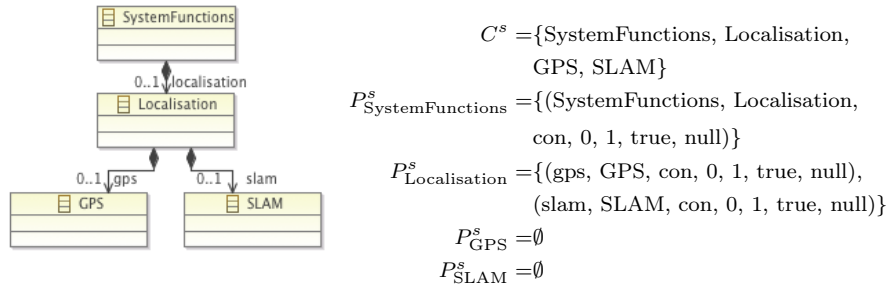 SystemFunctions
0..1 localisation
Localisation
0..1 gps
0..1 slam
GPS
SLAM
C^s ={SystemFunctions, Localisation,
GPS, SLAM}
P^s_SystemFunctions ={(SystemFunctions, Localisation,
con, 0, 1, true, null)}
P^s_Localisation ={(gps, GPS, con, 0, 1, true, null),
(slam, SLAM, con, 0, 1, true, null)}
P^s_GPS =∅
P^s_SLAM =∅